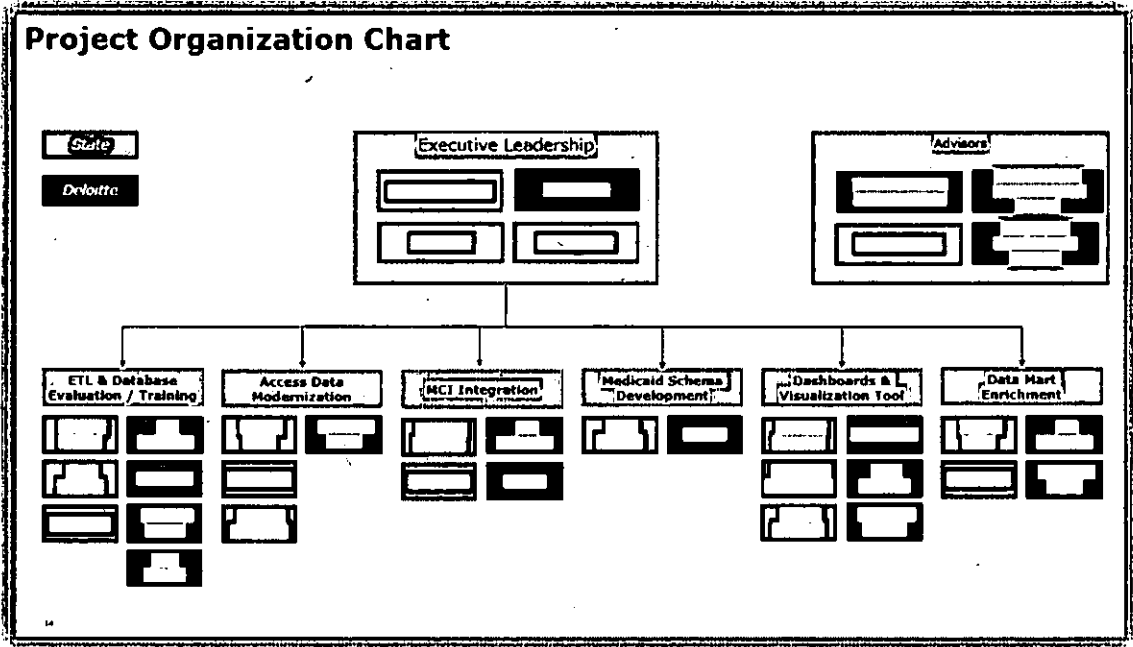 Project Organization Chart
State
Deloitte
Executive Leadership
Advisors
ETL & Database
Evaluation / Training
Access Data
Modernization
MCI Integration
Medicaid Schema
Development
Dashboards &
Visualization Tool
Data Mart
Enrichment
14